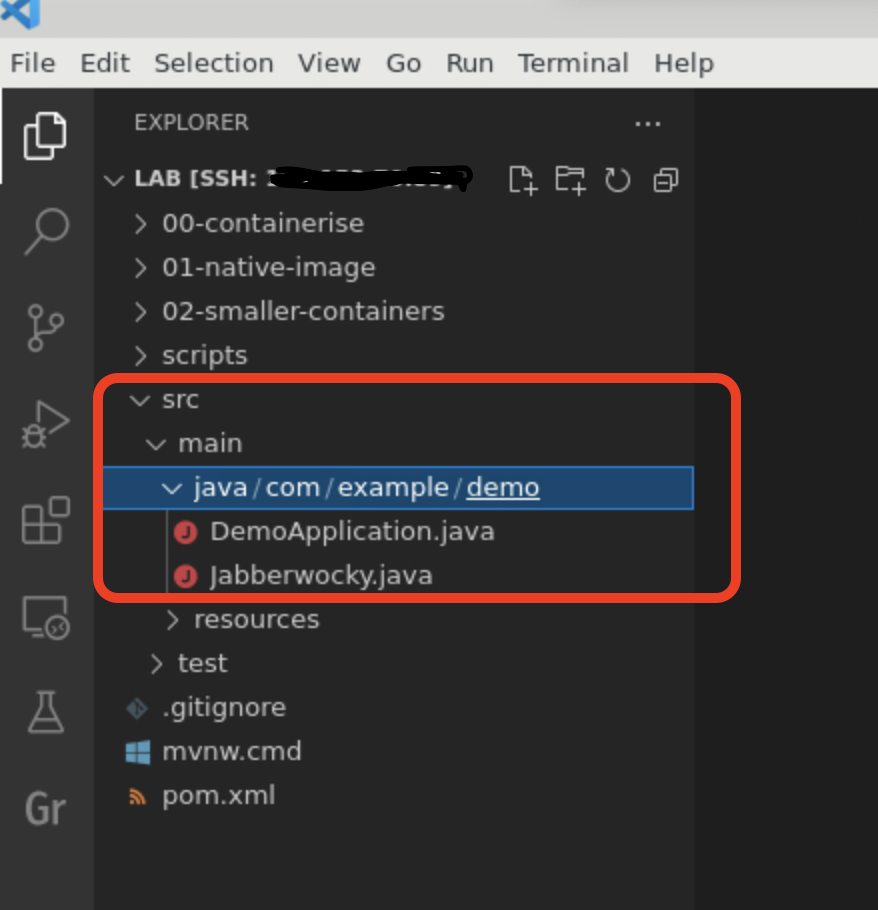 File Edit Selection View Go Run Terminal Help
EXPLORER
LAB [SSH:
00-containerise
01-native-image
02-smaller-containers
scripts
src
main
java/com/example/demo
J DemoApplication.java
J Jabberwocky.java
resources
test
.gitignore
mvnw.cmd
pom.xml
Gr